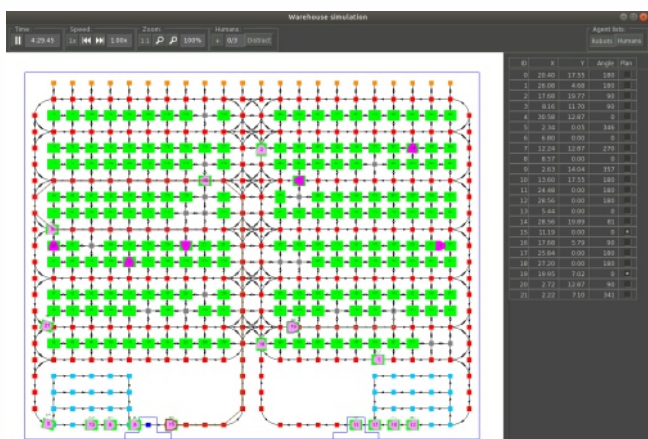 Warehouse simulation
Time: Speed: Zoom: Humans: Agent lists:
4:29.45 1x 1.00x 1:1 100% + 0/3 Distract Robots Humans
ID X Y Angle Plan
0 20.40 17.55 180
1 26.06 4.68 180
2 17.68 19.77 90
3 8.16 11.70 90
4 20.58 12.87 0
5 2.34 0.03 346
6 6.80 0.00 0
7 12.24 12.87 270
8 8.57 0.00 0
9 2.63 14.04 357
10 13.60 17.55 180
11 24.48 0.00 180
12 28.56 0.00 180
13 5.44 0.00 0
14 28.56 19.89 81
15 11.19 0.00 0
16 17.68 5.79 90
17 25.84 0.00 180
18 27.20 0.00 180
19 19.95 7.02 0
20 2.72 12.87 90
21 2.22 7.10 341